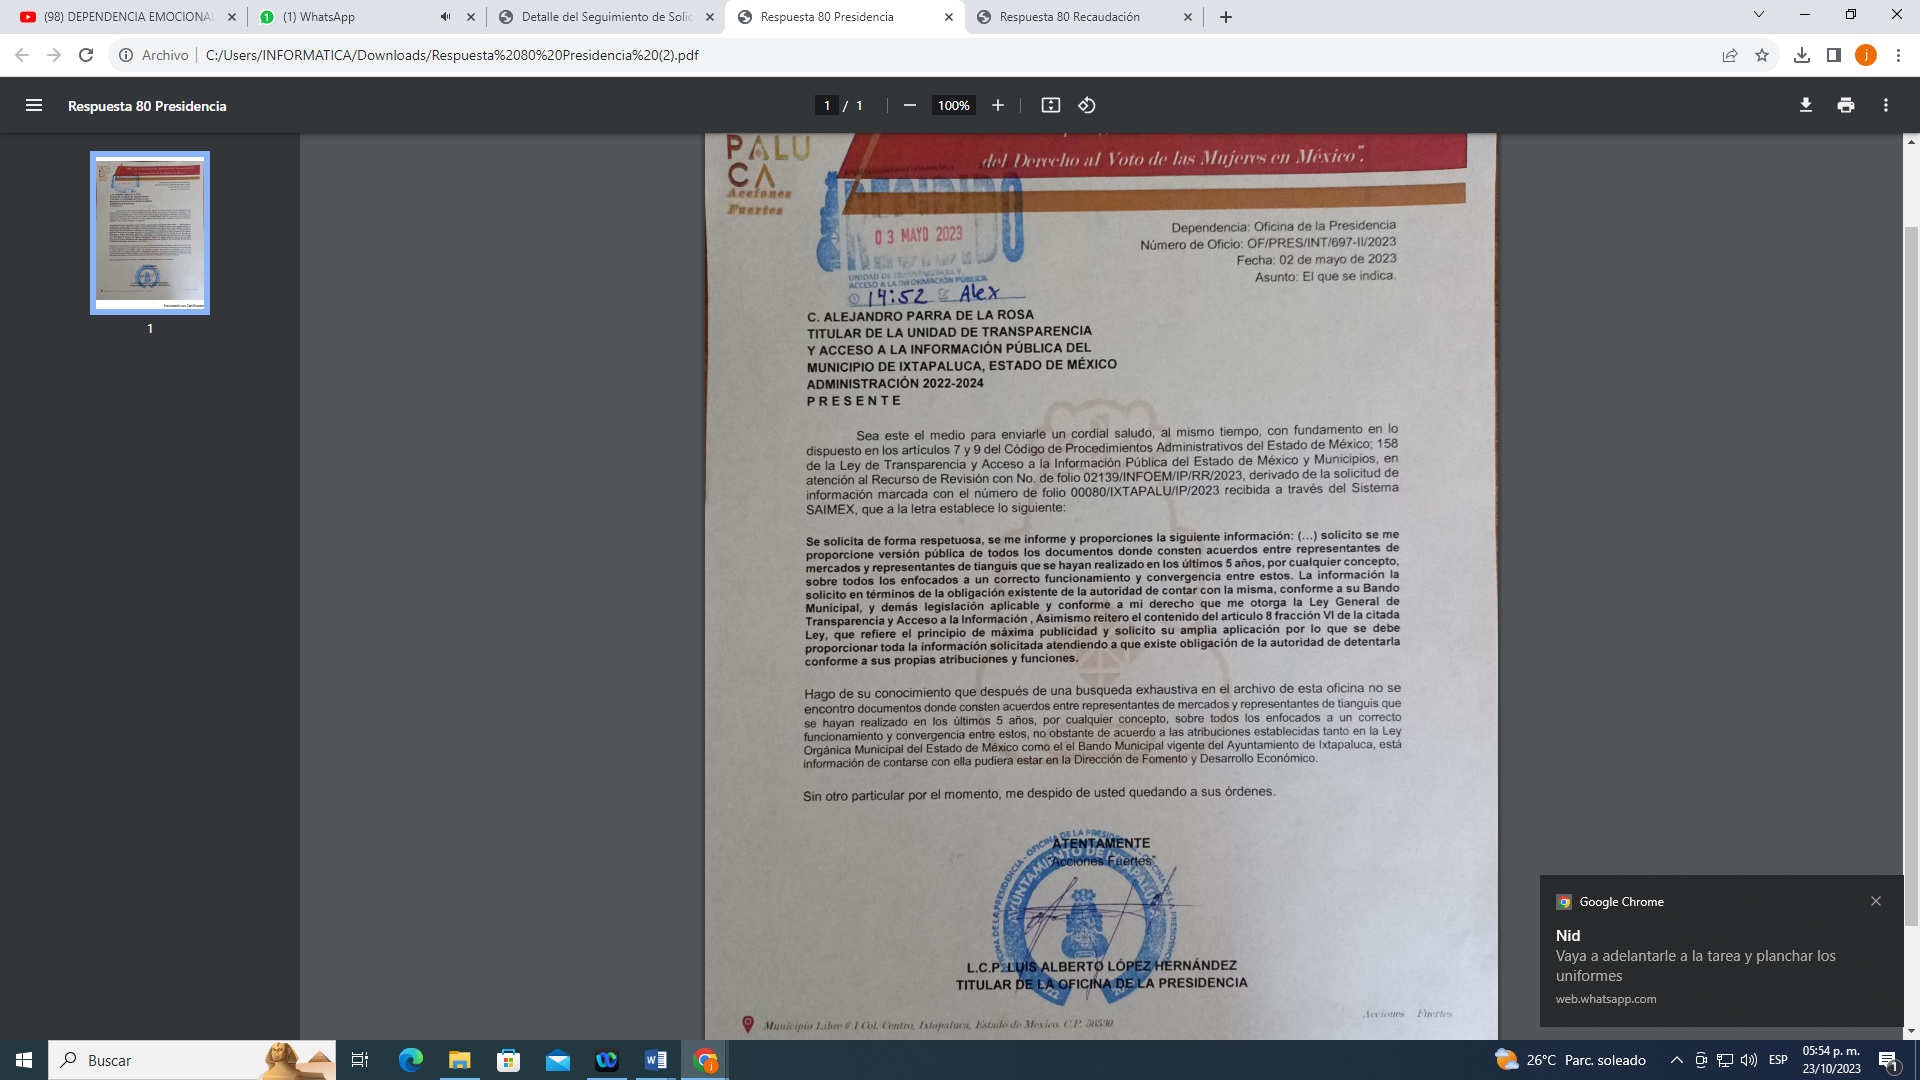 (98) DEPENDENCIA EMOCIONAL
(1) WhatsApp
Detalle del Seguimiento de Solic
Respuesta 80 Presidencia
Respuesta 80 Recaudación
Archivo
C:/Users/INFORMATICA/Downloads/Respuesta%2080%20Presidencia%20(2).pdf
j
Respuesta 80 Presidencia
1 / 1
100%
1
PALU
CA
Acciones
Fuertes
del Derecho al Voto de las Mujeres en México".
RECIBIDO
03 MAYO 2023
UNIDAD DE TRANSPARENCIA Y
ACCESO A LA INFORMACIÓN PÚBLICA
14:52 Alex
Dependencia: Oficina de la Presidencia
Número de Oficio: OF/PRES/INT/697-II/2023
Fecha: 02 de mayo de 2023
Asunto: El que se indica.
C. ALEJANDRO PARRA DE LA ROSA
TITULAR DE LA UNIDAD DE TRANSPARENCIA
Y ACCESO A LA INFORMACIÓN PÚBLICA DEL
MUNICIPIO DE IXTAPALUCA, ESTADO DE MÉXICO
ADMINISTRACIÓN 2022-2024
P R E S E N T E
Sea este el medio para enviarle un cordial saludo, al mismo tiempo, con fundamento en lo
dispuesto en los artículos 7 y 9 del Código de Procedimientos Administrativos del Estado de México; 158
de la Ley de Transparencia y Acceso a la Información Pública del Estado de México y Municipios, en
atención al Recurso de Revisión con No. de folio 02139/INFOEM/IP/RR/2023, derivado de la solicitud de
información marcada con el número de folio 00080/IXTAPALU/IP/2023 recibida a través del Sistema
SAIMEX, que a la letra establece lo siguiente:
Se solicita de forma respetuosa, se me informe y proporciones la siguiente información: (...) solicito se me
proporcione versión pública de todos los documentos donde consten acuerdos entre representantes de
mercados y representantes de tianguis que se hayan realizado en los últimos 5 años, por cualquier concepto,
sobre todos los enfocados a un correcto funcionamiento y convergencia entre estos. La información la
solicito en términos de la obligación existente de la autoridad de contar con la misma, conforme a su Bando
Municipal, y demás legislación aplicable y conforme a mi derecho que me otorga la Ley General de
Transparencia y Acceso a la Información , Asimismo reitero el contenido del articulo 8 fracción VI de la citada
Ley, que refiere el principio de máxima publicidad y solicito su amplia aplicación por lo que se debe
proporcionar toda la información solicitada atendiendo a que existe obligación de la autoridad de detentarla
conforme a sus propias atribuciones y funciones.
Hago de su conocimiento que después de una busqueda exhaustiva en el archivo de esta oficina no se
encontro documentos donde consten acuerdos entre representantes de mercados y representantes de tianguis que
se hayan realizado en los últimos 5 años, por cualquier concepto, sobre todos los enfocados a un correcto
funcionamiento y convergencia entre estos, no obstante de acuerdo a las atribuciones establecidas tanto en la Ley
Orgánica Municipal del Estado de México como el el Bando Municipal vigente del Ayuntamiento de Ixtapaluca, está
información de contarse con ella pudiera estar en la Dirección de Fomento y Desarrollo Económico.
Sin otro particular por el momento, me despido de usted quedando a sus órdenes.
ATENTAMENTE
"Acciones Fuertes"
AYUNTAMIENTO DE IXTAPALUCA
L.C.P. LUIS ALBERTO LÓPEZ HERNÁNDEZ
TITULAR DE LA OFICINA DE LA PRESIDENCIA
Municipio Libre # 1 Col. Centro, Ixtapaluca, Estado de México. C.P. 56530
Acciones Fuertes
Google Chrome
Nid
Vaya a adelantarle a la tarea y planchar los
uniformes
web.whatsapp.com
Buscar
26°C Parc. soleado
ESP
05:54 p. m.
23/10/2023
1